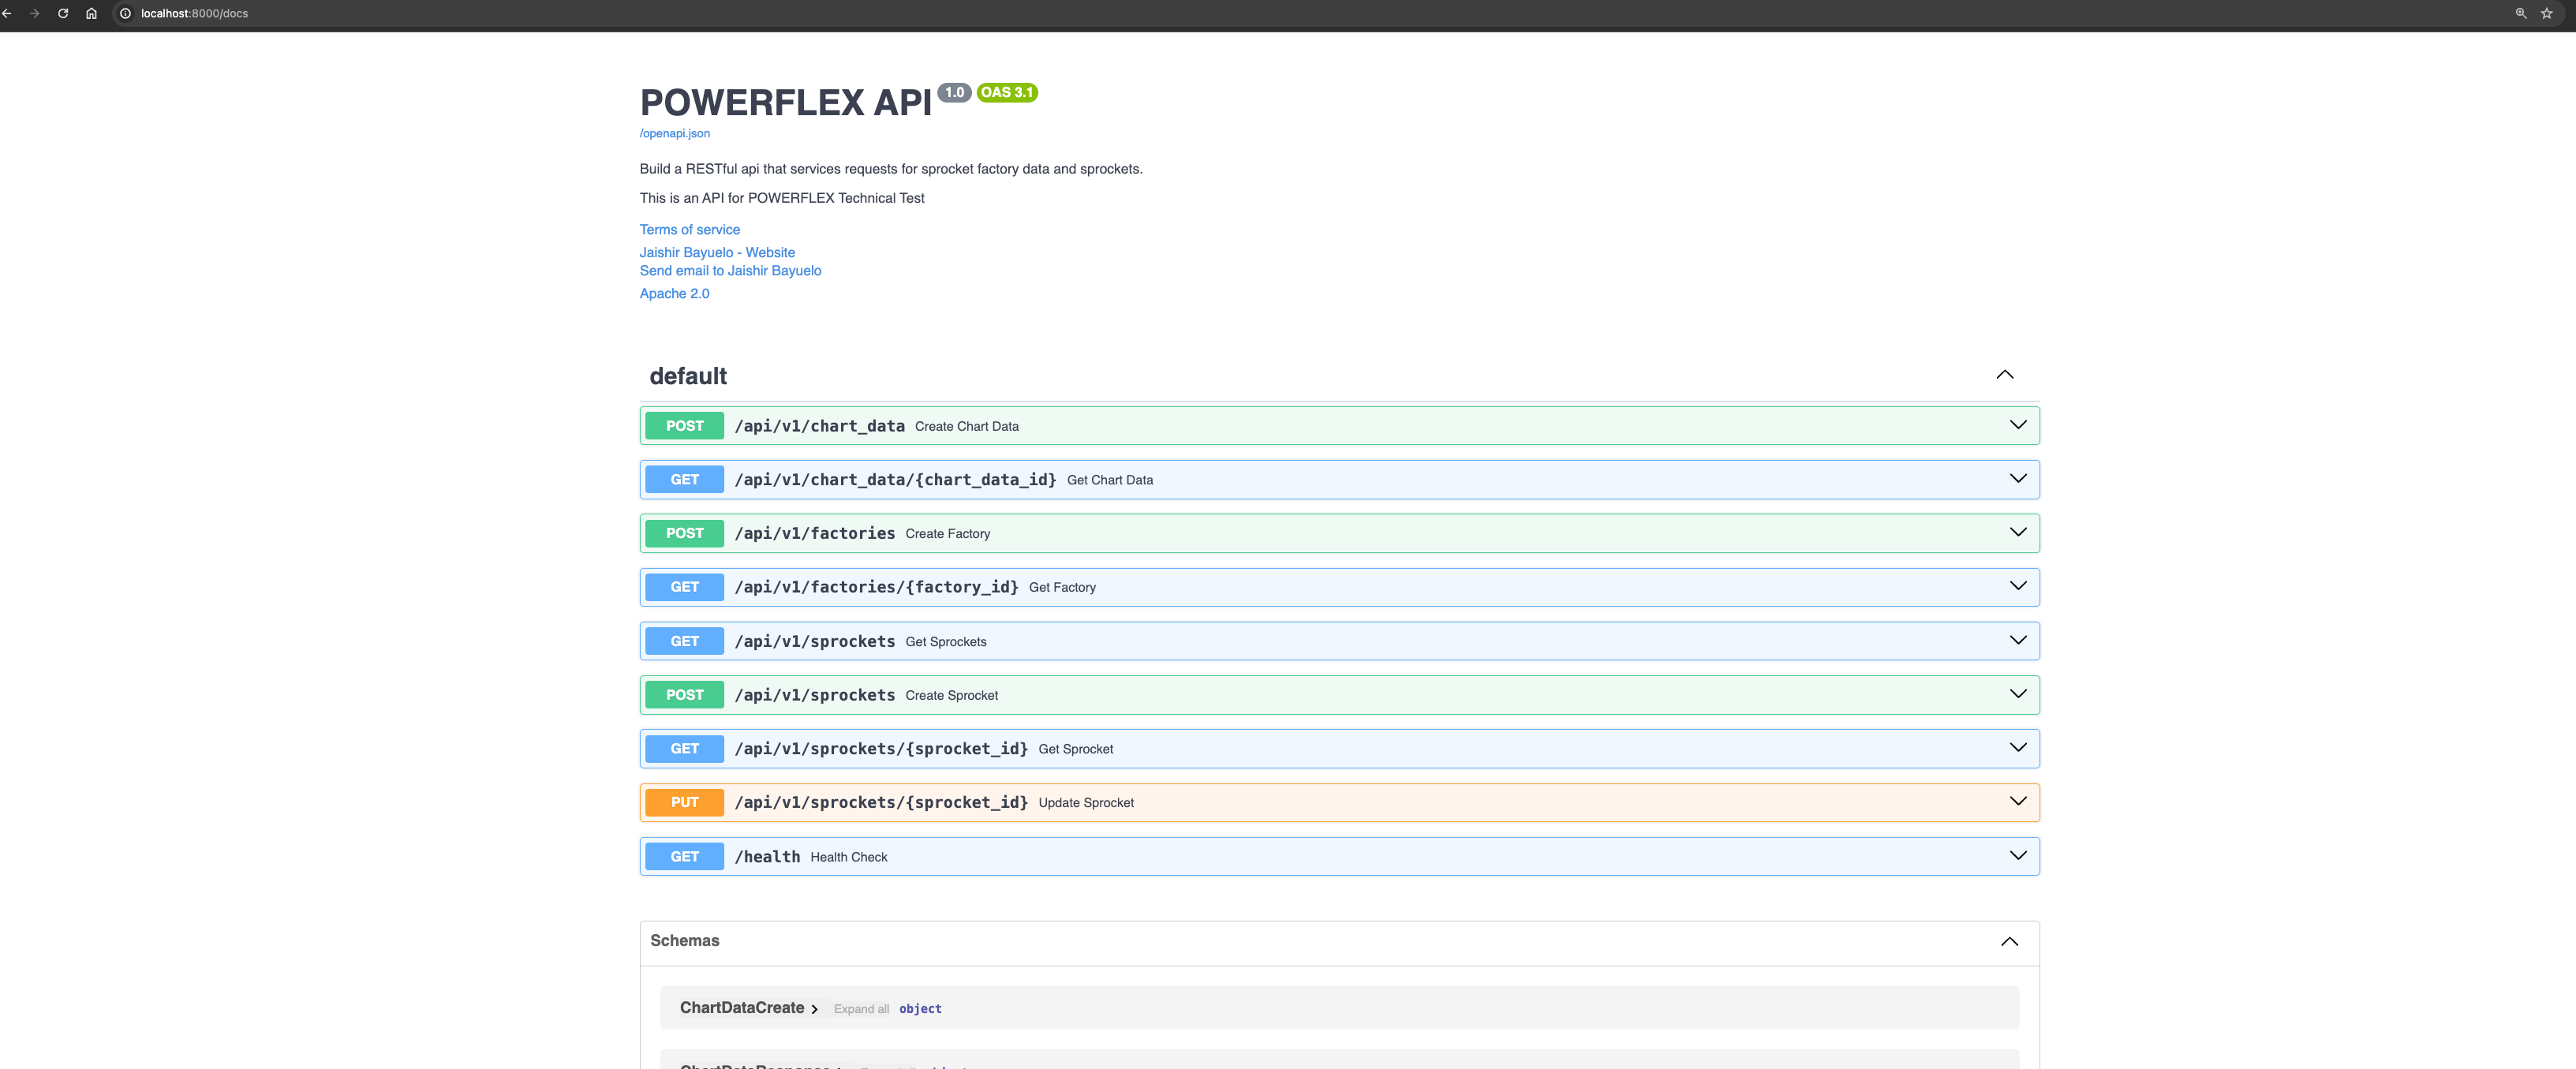 localhost:8000/docs
POWERFLEX API 1.0 OAS 3.1
/openapi.json
Build a RESTful api that services requests for sprocket factory data and sprockets.
This is an API for POWERFLEX Technical Test
Terms of service
Jaishir Bayuelo - Website
Send email to Jaishir Bayuelo
Apache 2.0
default
POST /api/v1/chart_data Create Chart Data
GET /api/v1/chart_data/{chart_data_id} Get Chart Data
POST /api/v1/factories Create Factory
GET /api/v1/factories/{factory_id} Get Factory
GET /api/v1/sprockets Get Sprockets
POST /api/v1/sprockets Create Sprocket
GET /api/v1/sprockets/{sprocket_id} Get Sprocket
PUT /api/v1/sprockets/{sprocket_id} Update Sprocket
GET /health Health Check
Schemas
ChartDataCreate Expand all object